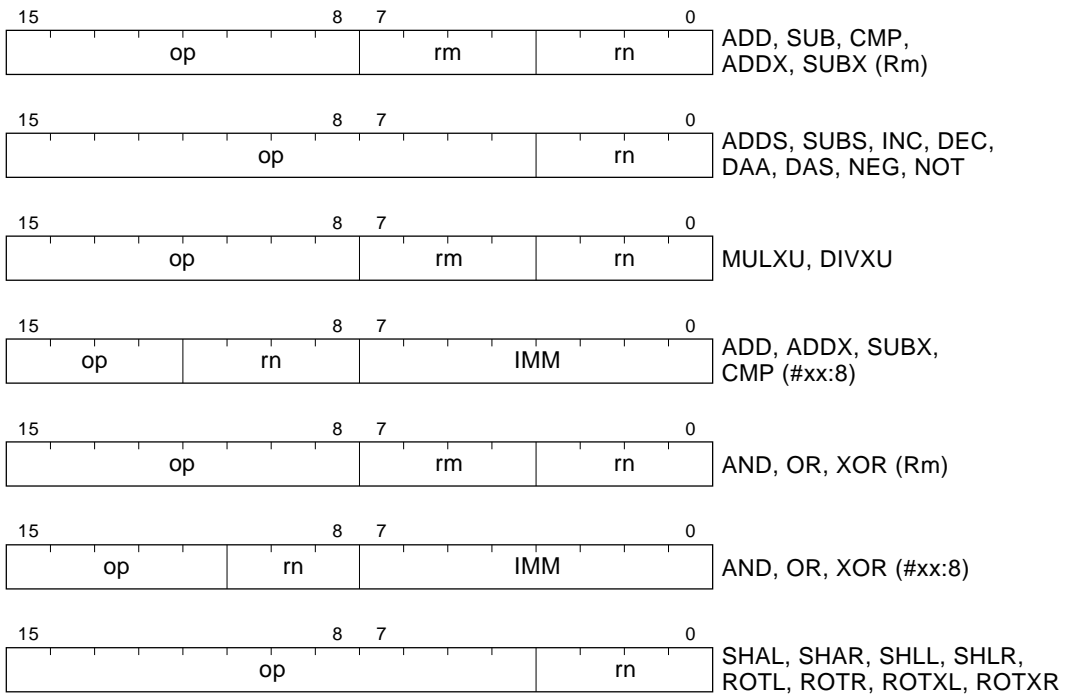 15 8 7 0
op rm rn
ADD, SUB, CMP,
ADDX, SUBX (Rm)
15 8 7 0
op rn
ADDS, SUBS, INC, DEC,
DAA, DAS, NEG, NOT
15 8 7 0
op rm rn
MULXU, DIVXU
15 8 7 0
op rn IMM
ADD, ADDX, SUBX,
CMP (#xx:8)
15 8 7 0
op rm rn
AND, OR, XOR (Rm)
15 8 7 0
op rn IMM
AND, OR, XOR (#xx:8)
15 8 7 0
op rn
SHAL, SHAR, SHLL, SHLR,
ROTL, ROTR, ROTXL, ROTXR